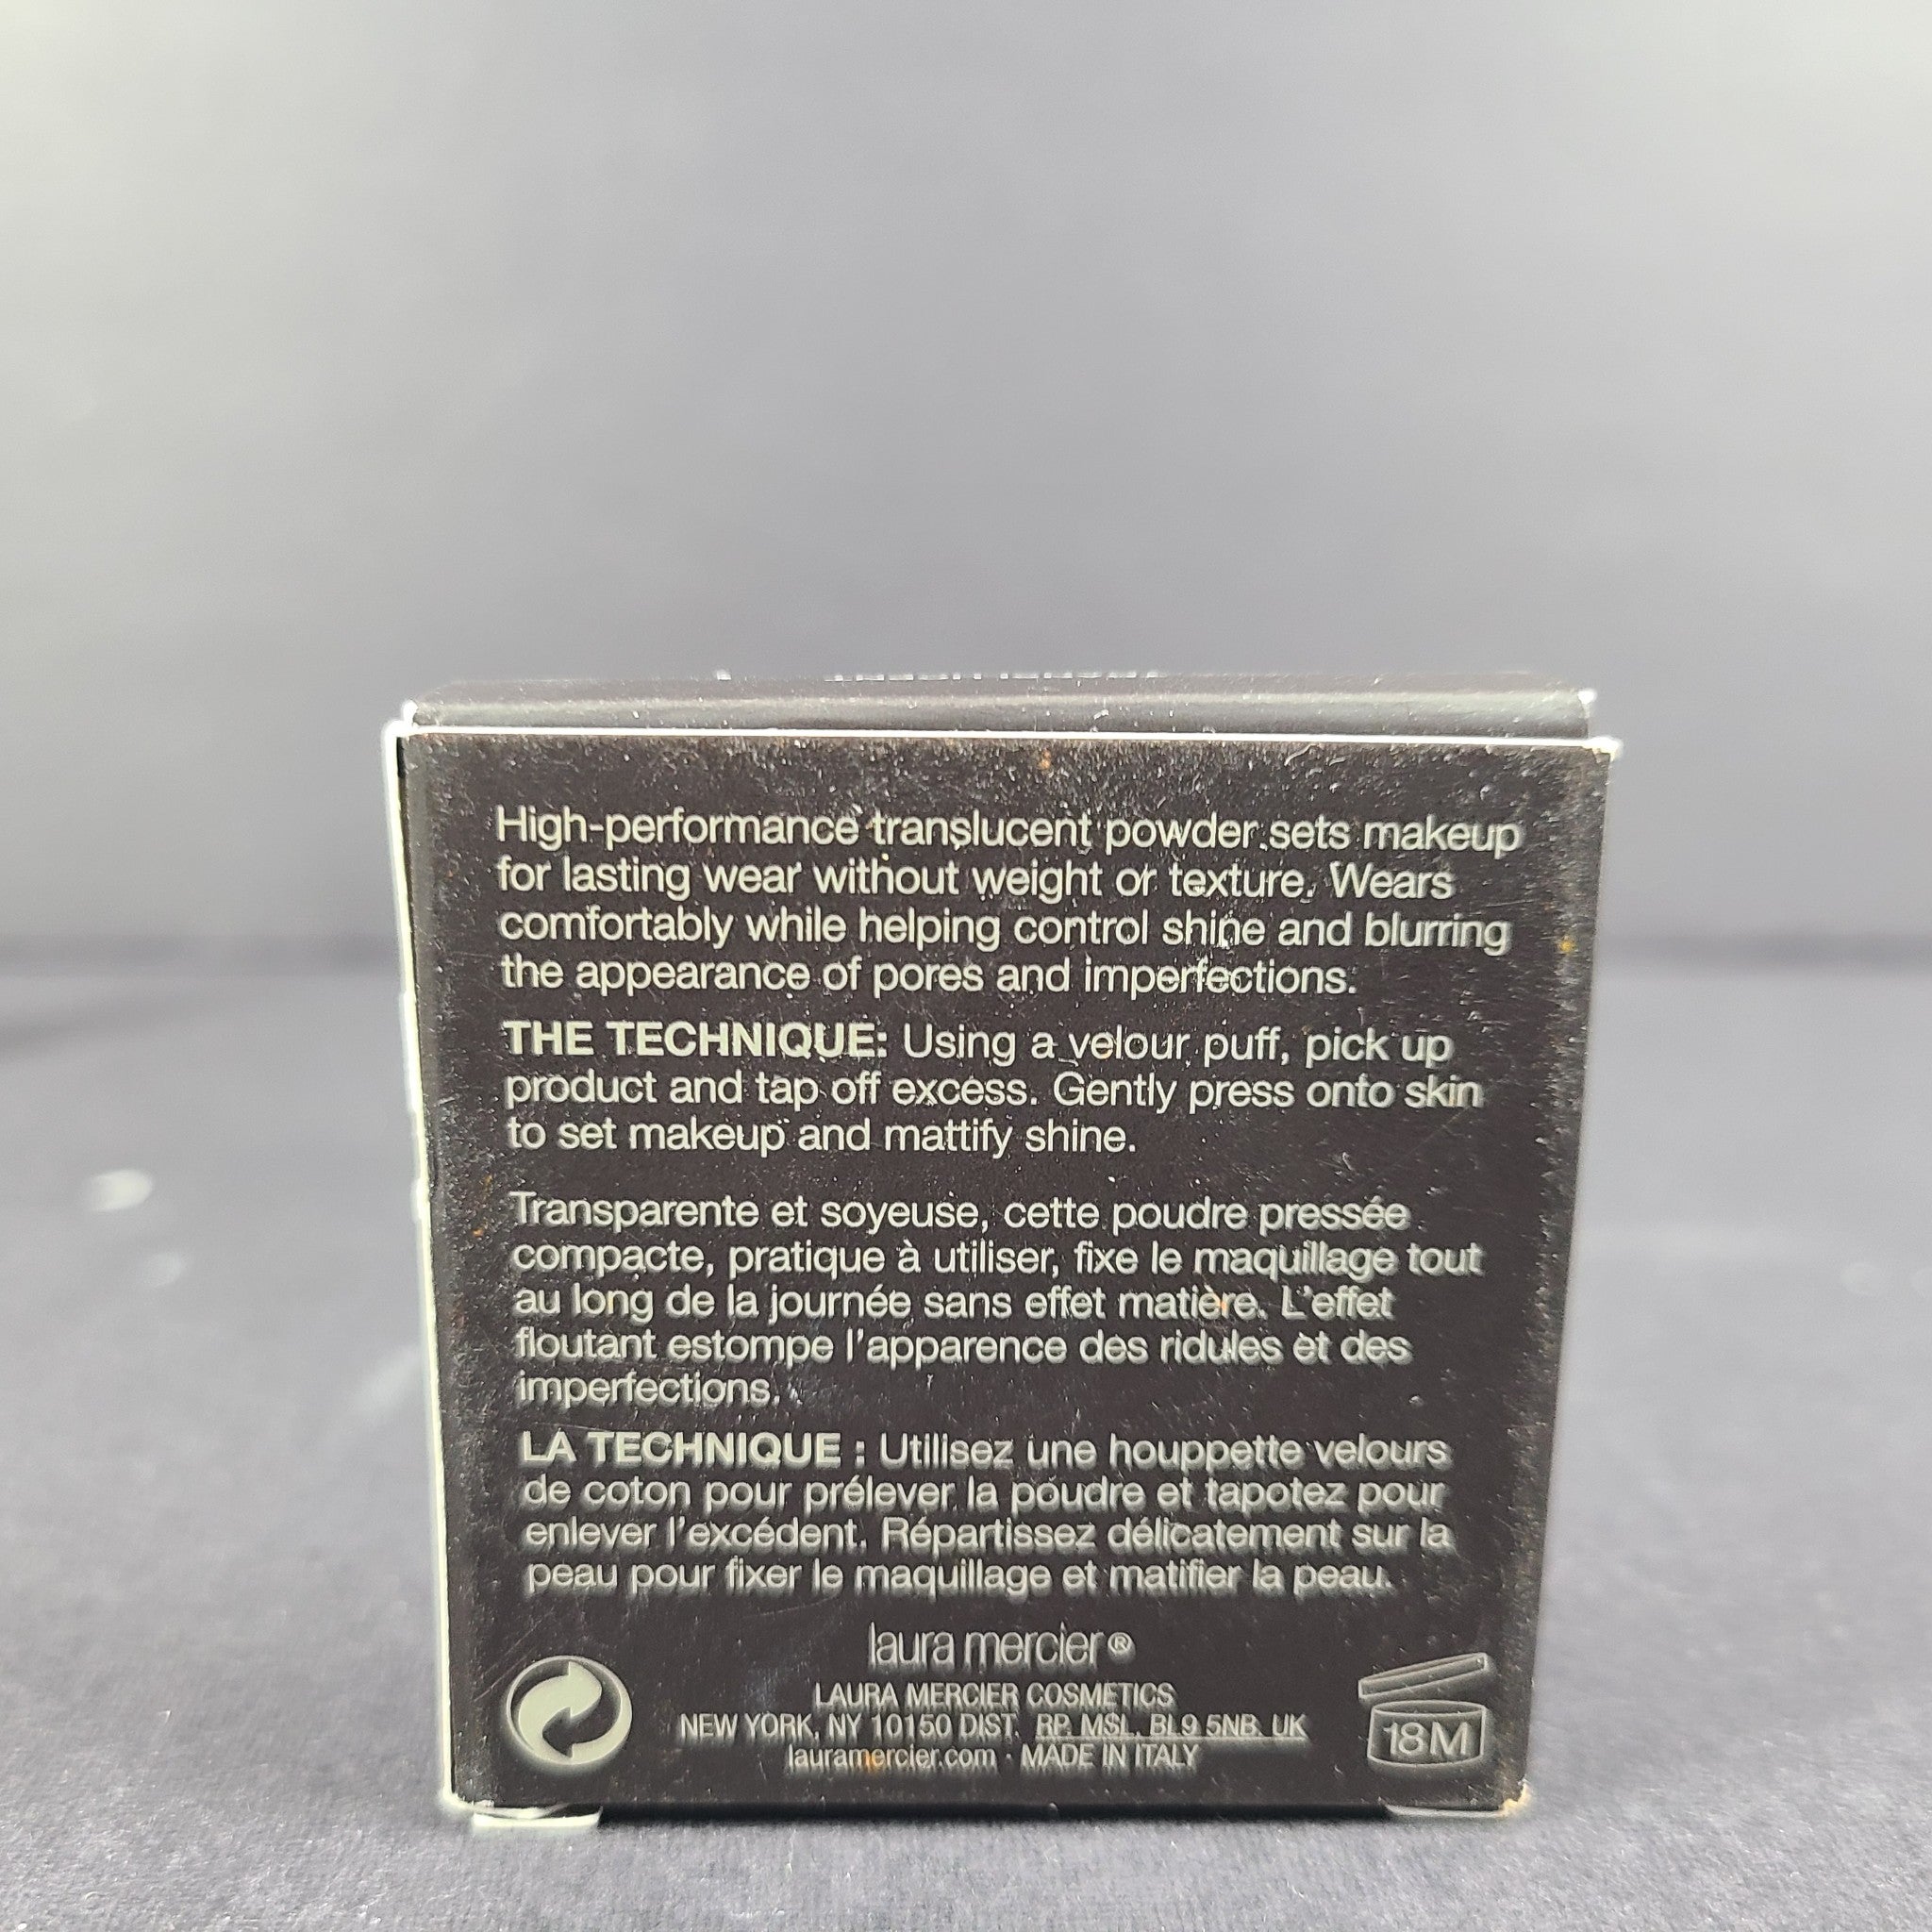 High-performance translucent powder sets makeup
for lasting wear without weight or texture. Wears
comfortably while helping control shine and blurring
the appearance of pores and imperfections.
THE TECHNIQUE: Using a velour puff, pick up
product and tap off excess. Gently press onto skin
to set makeup and mattify shine.
Transparente et soyeuse, cette poudre pressée
compacte, pratique à utiliser, fixe le maquillage tout
au long de la journée sans effet matière. L'effet
floutant estompe l'apparence des ridules et des
imperfections.
LA TECHNIQUE : Utilisez une houppette velours
de coton pour prélever la poudre et tapotez pour
enlever l'excédent. Répartissez délicatement sur la
peau pour fixer le maquillage et matifier la peau.
laura mercier®
LAURA MERCIER COSMETICS
NEW YORK, NY 10150 DIST. RP. MSL, BL9 5NB. UK
lauramercier.com · MADE IN ITALY
18M